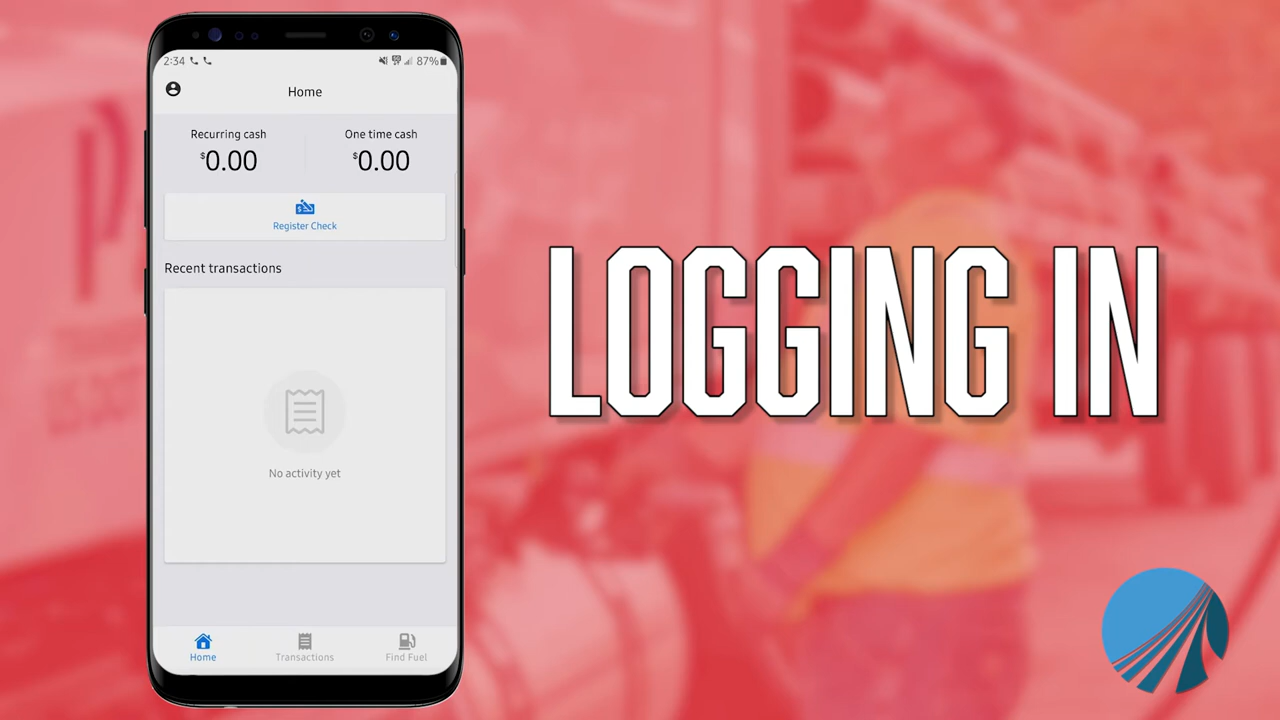 2:34
87%
Home
Recurring cash
One time cash
$0.00
$0.00
Register Check
Recent transactions
No activity yet
Home
Transactions
Find Fuel
LOGGING IN